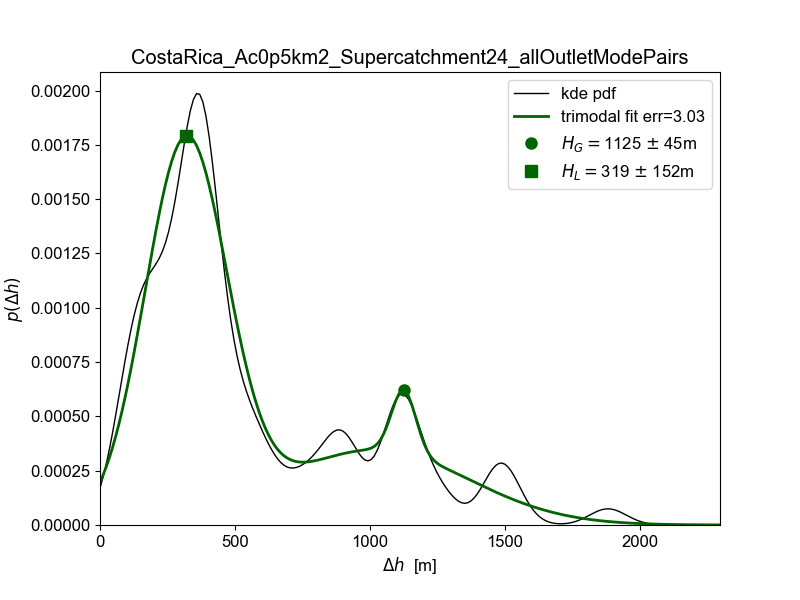 CostaRica_Ac0p5km2_Supercatchment24_allOutletModePairs
kde pdf
trimodal fit err=3.03
H_G = 1125 ± 45m
H_L = 319 ± 152m
0.00200
0.00175
0.00150
0.00125
0.00100
0.00075
0.00050
0.00025
0.00000
p(Δh)
0 500 1000 1500 2000
Δh [m]